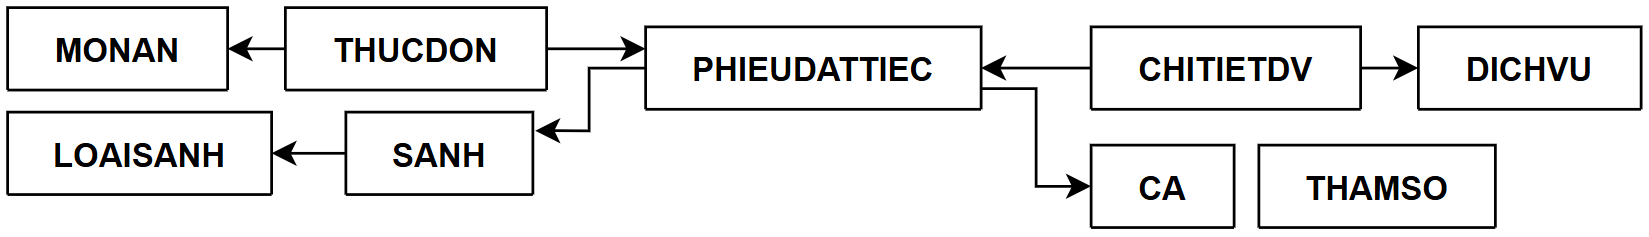 MONAN
THUCDON
PHIEUDATTIEC
CHITIETDV
DICHVU
LOAISANH
SANH
CA
THAMSO